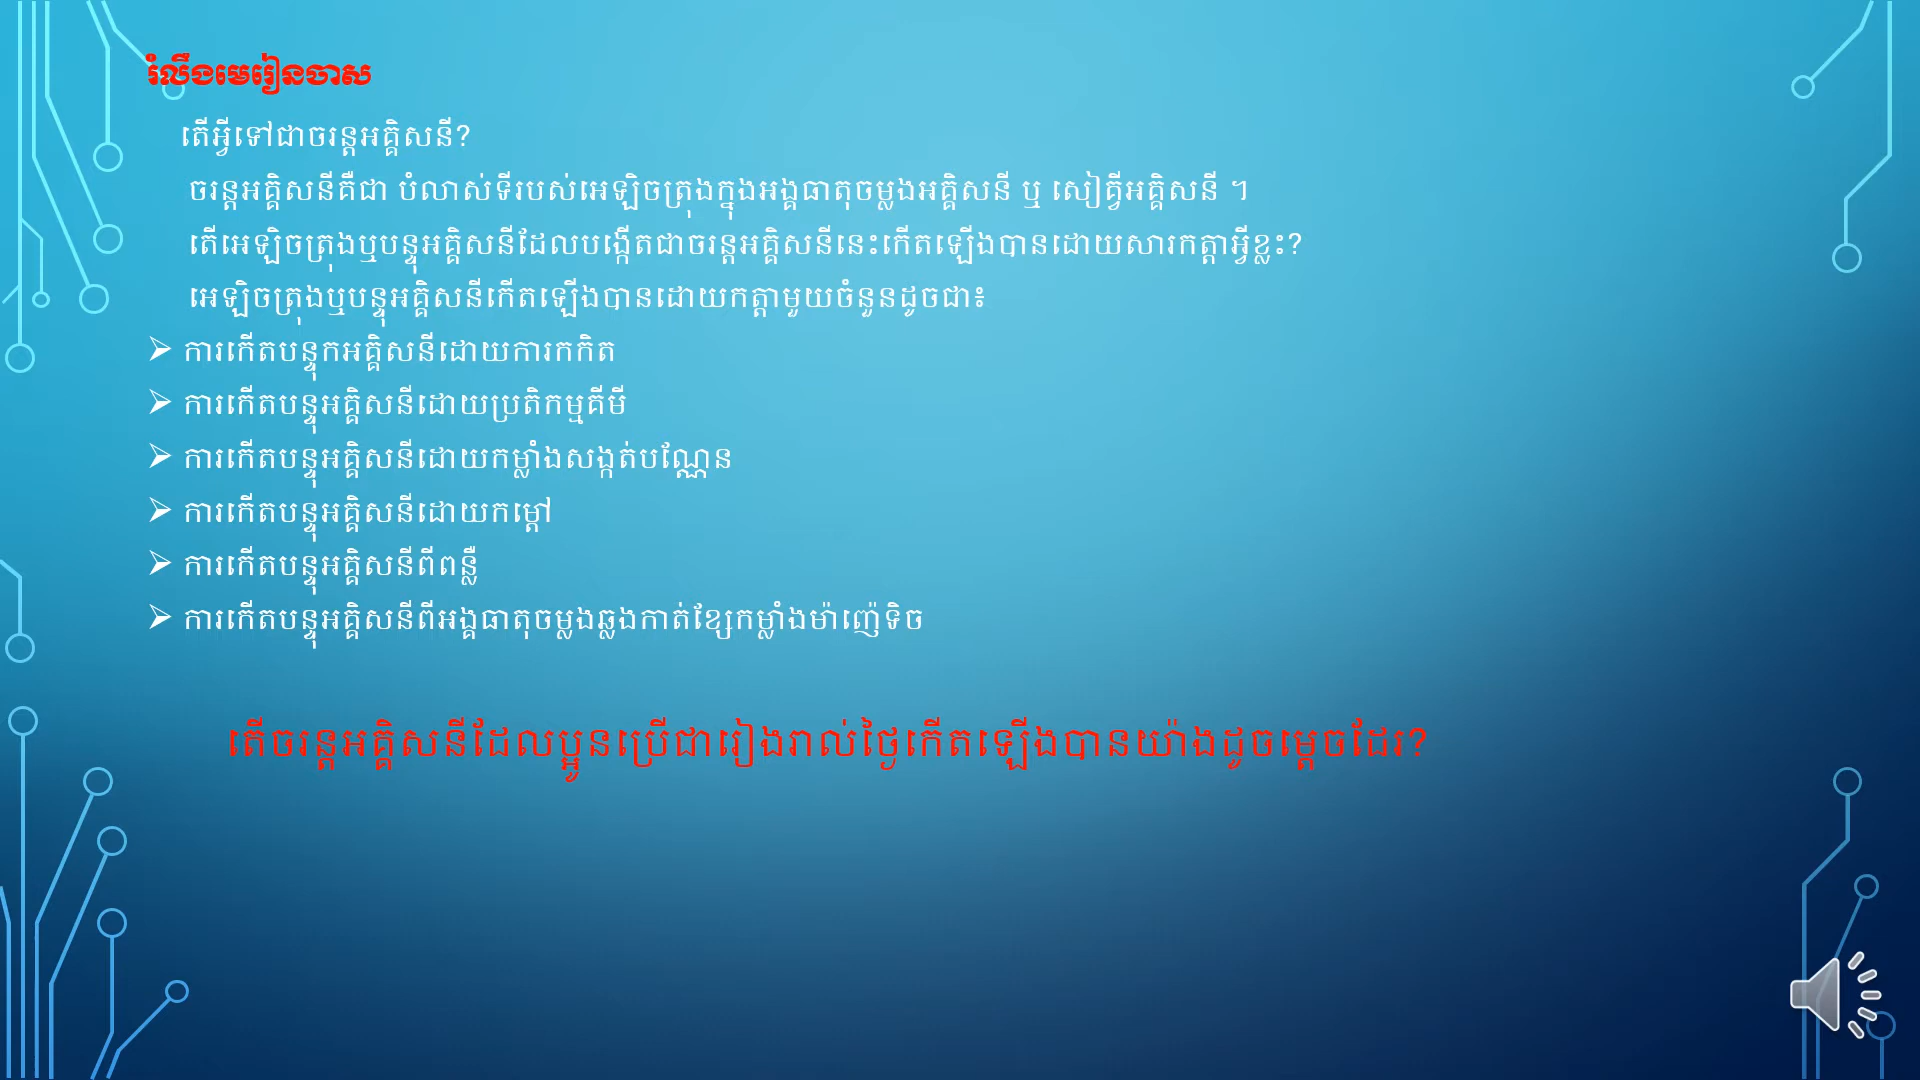 រំលឹងមេរៀនចាស
តើអ្វីទៅជាចរន្តអគ្គិសនី?
ចរន្តអគ្គិសនីគឺជា បំលាស់ទីរបស់អេឡិចត្រុងក្នុងអង្គធាតុចម្លងអគ្គិសនី ឬ សៀគ្វីអគ្គិសនី ។
តើអេឡិចត្រុងឬបន្ទុអគ្គិសនីដែលបង្កើតជាចរន្តអគ្គិសនីនេះកើតឡើងបានដោយសារកត្តាអ្វីខ្លះ?
អេឡិចត្រុងឬបន្ទុអគ្គិសនីកើតឡើងបានដោយកត្តាមួយចំនួនដូចជា៖
➢ ការកើតបន្ទុកអគ្គិសនីដោយការកកិត
➢ ការកើតបន្ទុអគ្គិសនីដោយប្រតិកម្មគីមី
➢ ការកើតបន្ទុអគ្គិសនីដោយកម្លាំងសង្កត់បណ្ណែន
➢ ការកើតបន្ទុអគ្គិសនីដោយកម្តៅ
➢ ការកើតបន្ទុអគ្គិសនីពីពន្លឺ
➢ ការកើតបន្ទុអគ្គិសនីពីអង្គធាតុចម្លងឆ្លងកាត់ខ្សែកម្លាំងម៉ាញ៉េទិច
តើចរន្តអគ្គិសនីដែលប្អូនប្រើជារៀងរាល់ថ្ងៃកើតឡើងបានយ៉ាងដូចម្តេចដែរ?